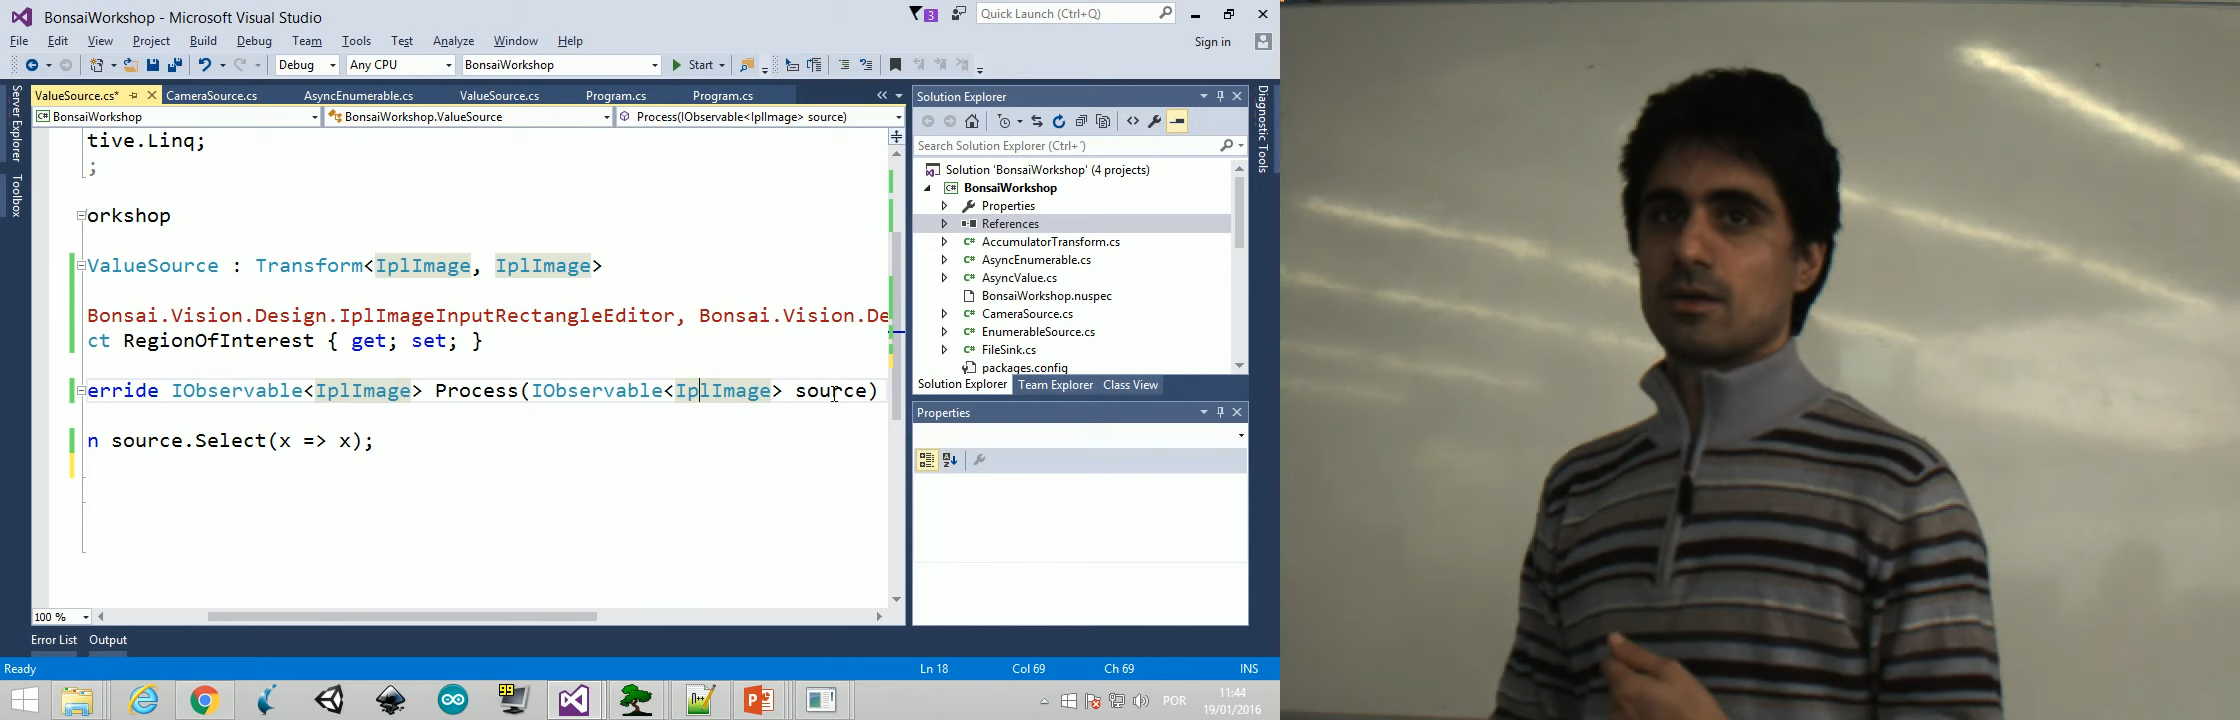 BonsaiWorkshop - Microsoft Visual Studio
3
Quick Launch (Ctrl+Q)
File Edit View Project Build Debug Team Tools Test Analyze Window Help
Sign in
Debug Any CPU BonsaiWorkshop Start
Server Explorer
Toolbox
ValueSource.cs* CameraSource.cs AsyncEnumerable.cs ValueSource.cs Program.cs Program.cs
BonsaiWorkshop BonsaiWorkshop.ValueSource Process(IObservable<IplImage> source)
tive.Linq;
;
orkshop
ValueSource : Transform<IplImage, IplImage>
Bonsai.Vision.Design.IplImageInputRectangleEditor, Bonsai.Vision.De
ct RegionOfInterest { get; set; }
erride IObservable<IplImage> Process(IObservable<IplImage> source)
n source.Select(x => x);
100 %
Solution Explorer
Search Solution Explorer (Ctrl+´)
Solution 'BonsaiWorkshop' (4 projects)
BonsaiWorkshop
Properties
References
AccumulatorTransform.cs
AsyncEnumerable.cs
AsyncValue.cs
BonsaiWorkshop.nuspec
CameraSource.cs
EnumerableSource.cs
FileSink.cs
packages.config
Solution Explorer Team Explorer Class View
Properties
Diagnostic Tools
Error List Output
Ready Ln 18 Col 69 Ch 69 INS
99
POR
11:44
19/01/2016